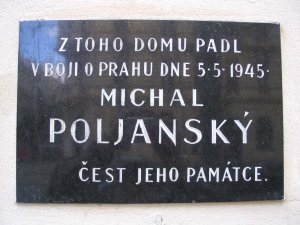 Z TOHO DOMU PADL
V BOJI O PRAHU DNE 5·5·1945·
MICHAL
POLJANSKÝ
ČEST JEHO PAMÁTCE.